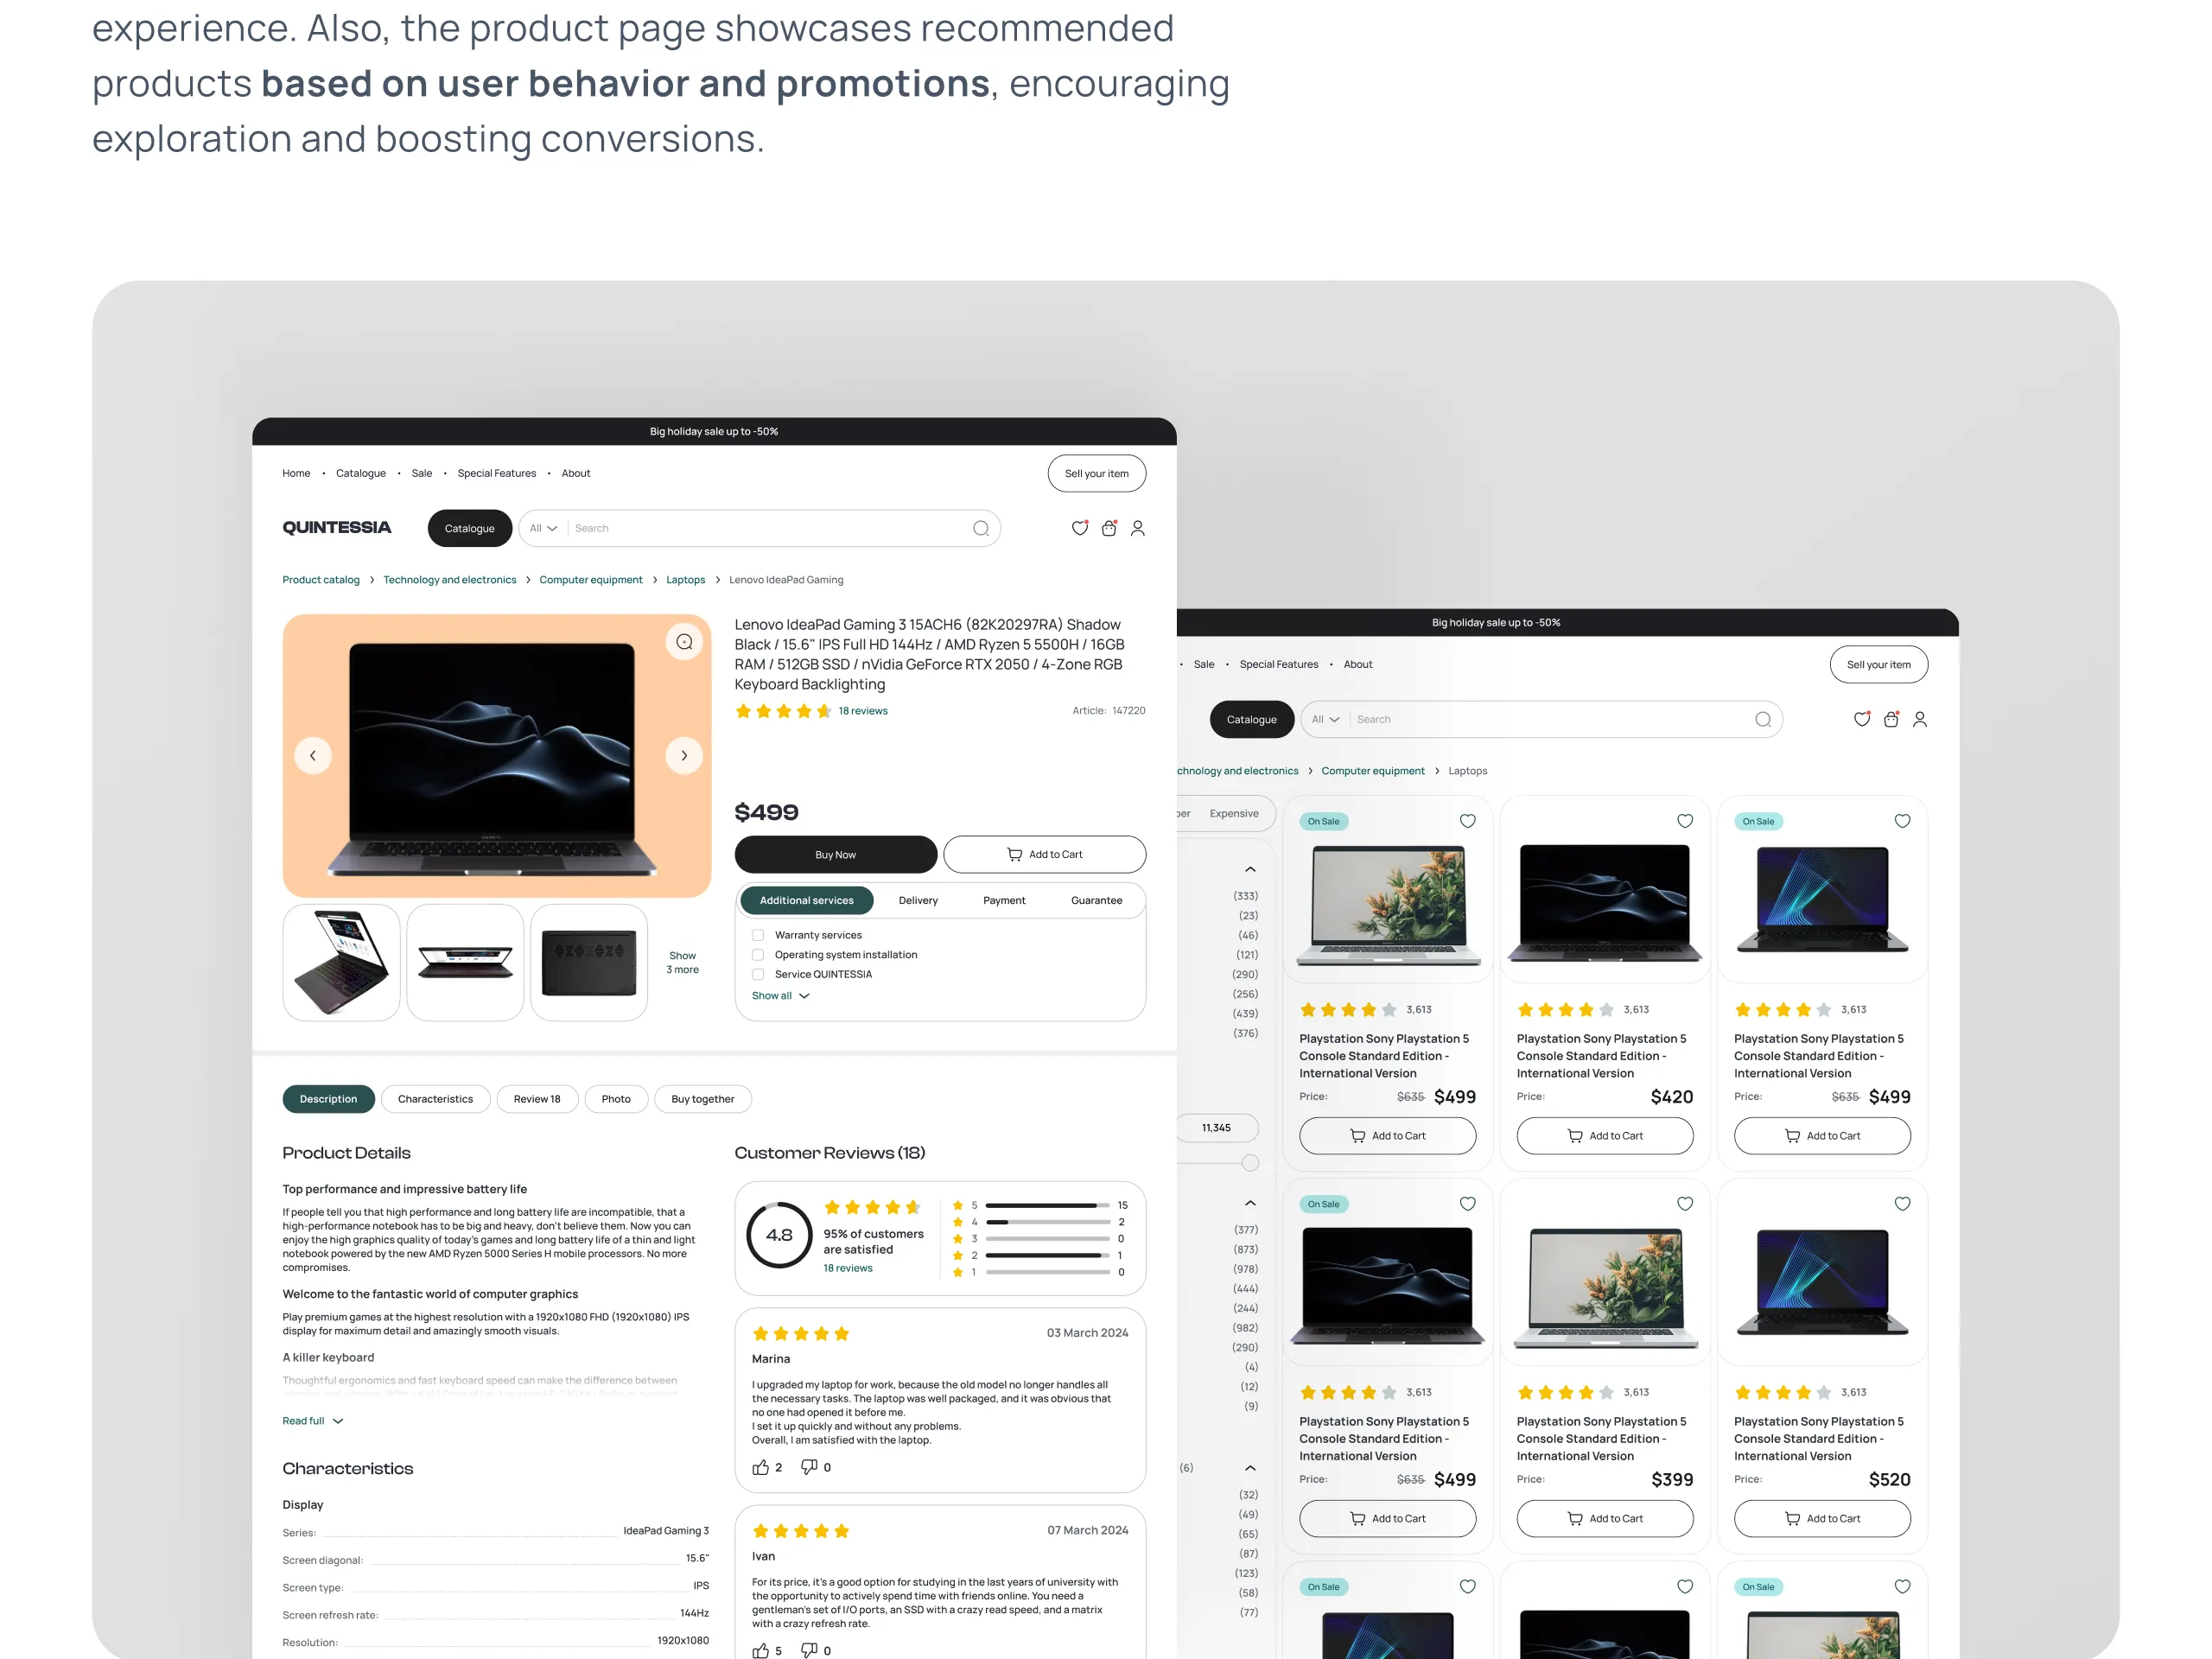 experience. Also, the product page showcases recommended
products based on user behavior and promotions, encouraging
exploration and boosting conversions.
Big holiday sale up to -50%
Home • Catalogue • Sale • Special Features • About
Sell your item
QUINTESSIA
Catalogue
All
Search
Product catalog > Technology and electronics > Computer equipment > Laptops > Lenovo IdeaPad Gaming
Lenovo IdeaPad Gaming 3 15ACH6 (82K20297RA) Shadow
Black / 15.6" IPS Full HD 144Hz / AMD Ryzen 5 5500H / 16GB
RAM / 512GB SSD / nVidia GeForce RTX 2050 / 4-Zone RGB
Keyboard Backlighting
18 reviews
Article: 147220
$499
Buy Now
Add to Cart
Additional services
Delivery
Payment
Guarantee
Warranty services
Operating system installation
Service QUINTESSIA
Show all
Show
3 more
Description
Characteristics
Review 18
Photo
Buy together
Product Details
Top performance and impressive battery life
If people tell you that high performance and long battery life are incompatible, that a
high-performance notebook has to be big and heavy, don't believe them. Now you can
enjoy the high graphics quality of today's games and long battery life of a thin and light
notebook powered by the new AMD Ryzen 5000 Series H mobile processors. No more
compromises.
Welcome to the fantastic world of computer graphics
Play premium games at the highest resolution with a 1920x1080 FHD (1920x1080) IPS
display for maximum detail and amazingly smooth visuals.
A killer keyboard
Thoughtful ergonomics and fast keyboard speed can make the difference between
Read full
Characteristics
Display
Series: IdeaPad Gaming 3
Screen diagonal: 15.6"
Screen type: IPS
Screen refresh rate: 144Hz
Resolution: 1920x1080
Customer Reviews (18)
4.8
95% of customers
are satisfied
18 reviews
5 15
4 2
3 0
2 1
1 0
03 March 2024
Marina
I upgraded my laptop for work, because the old model no longer handles all
the necessary tasks. The laptop was well packaged, and it was obvious that
no one had opened it before me.
I set it up quickly and without any problems.
Overall, I am satisfied with the laptop.
2 0
07 March 2024
Ivan
For its price, it's a good option for studying in the last years of university with
the opportunity to actively spend time with friends online. You need a
gentleman's set of I/O ports, an SSD with a crazy read speed, and a matrix
with a crazy refresh rate.
5 0
Big holiday sale up to -50%
• Sale • Special Features • About
Sell your item
Catalogue
All
Search
chnology and electronics > Computer equipment > Laptops
per Expensive
(333)
(23)
(46)
(121)
(290)
(256)
(439)
(376)
11,345
(377)
(873)
(978)
(444)
(244)
(982)
(290)
(4)
(12)
(9)
(6)
(32)
(49)
(65)
(87)
(123)
(58)
(77)
On Sale
3,613
Playstation Sony Playstation 5
Console Standard Edition -
International Version
Price: $635 $499
Add to Cart
3,613
Playstation Sony Playstation 5
Console Standard Edition -
International Version
Price: $420
Add to Cart
On Sale
3,613
Playstation Sony Playstation 5
Console Standard Edition -
International Version
Price: $635 $499
Add to Cart
On Sale
3,613
Playstation Sony Playstation 5
Console Standard Edition -
International Version
Price: $635 $499
Add to Cart
3,613
Playstation Sony Playstation 5
Console Standard Edition -
International Version
Price: $399
Add to Cart
3,613
Playstation Sony Playstation 5
Console Standard Edition -
International Version
Price: $520
Add to Cart
On Sale
On Sale